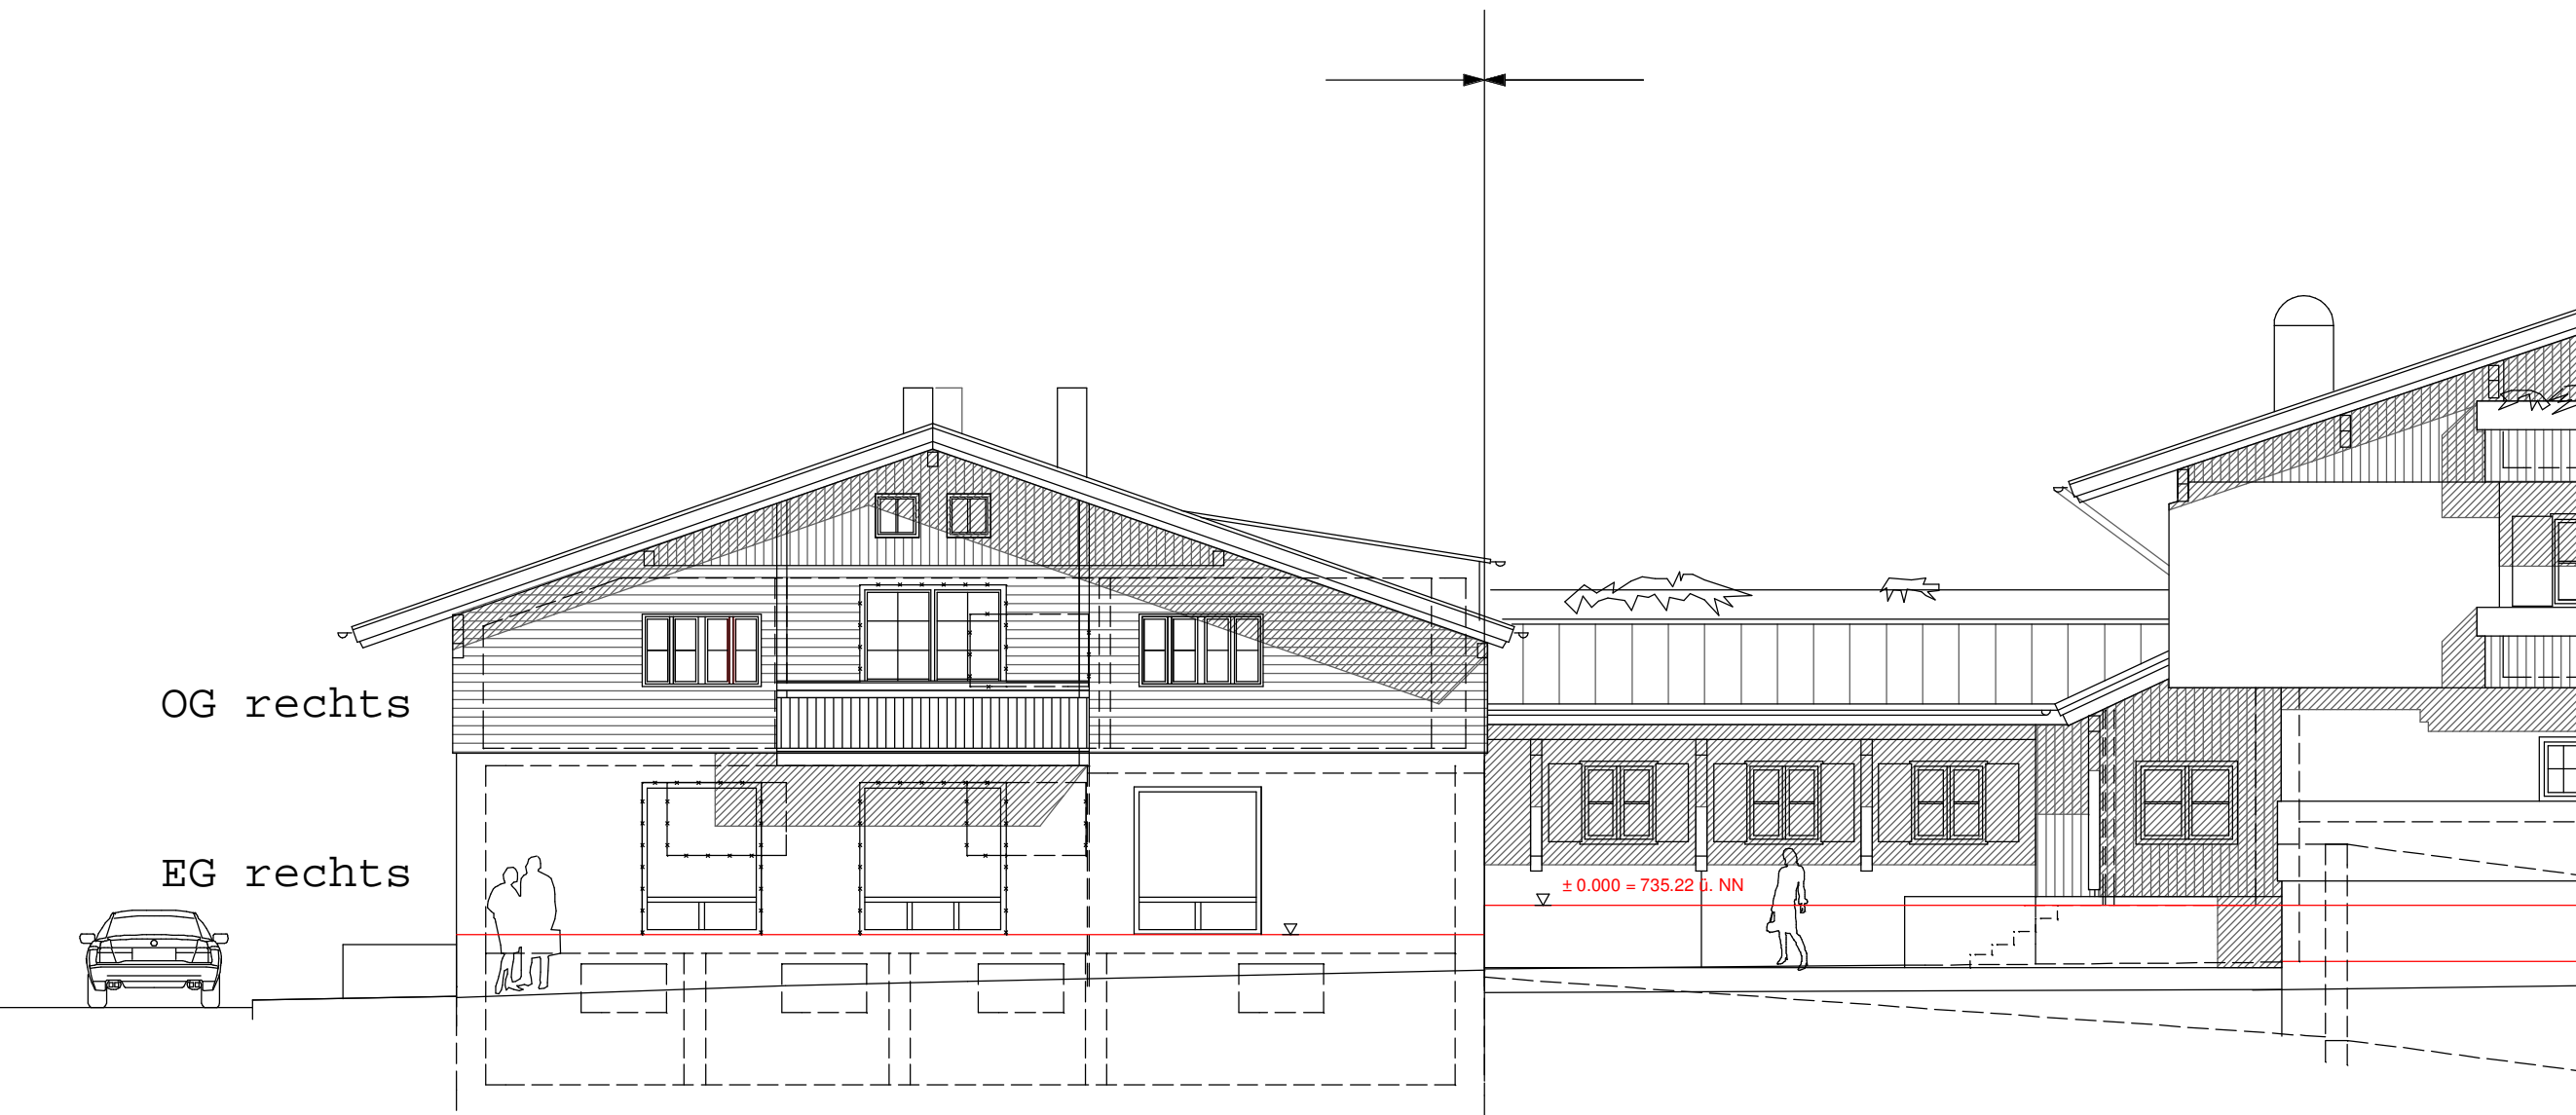 OG rechts
EG rechts
± 0.000 = 735.22 ü. NN